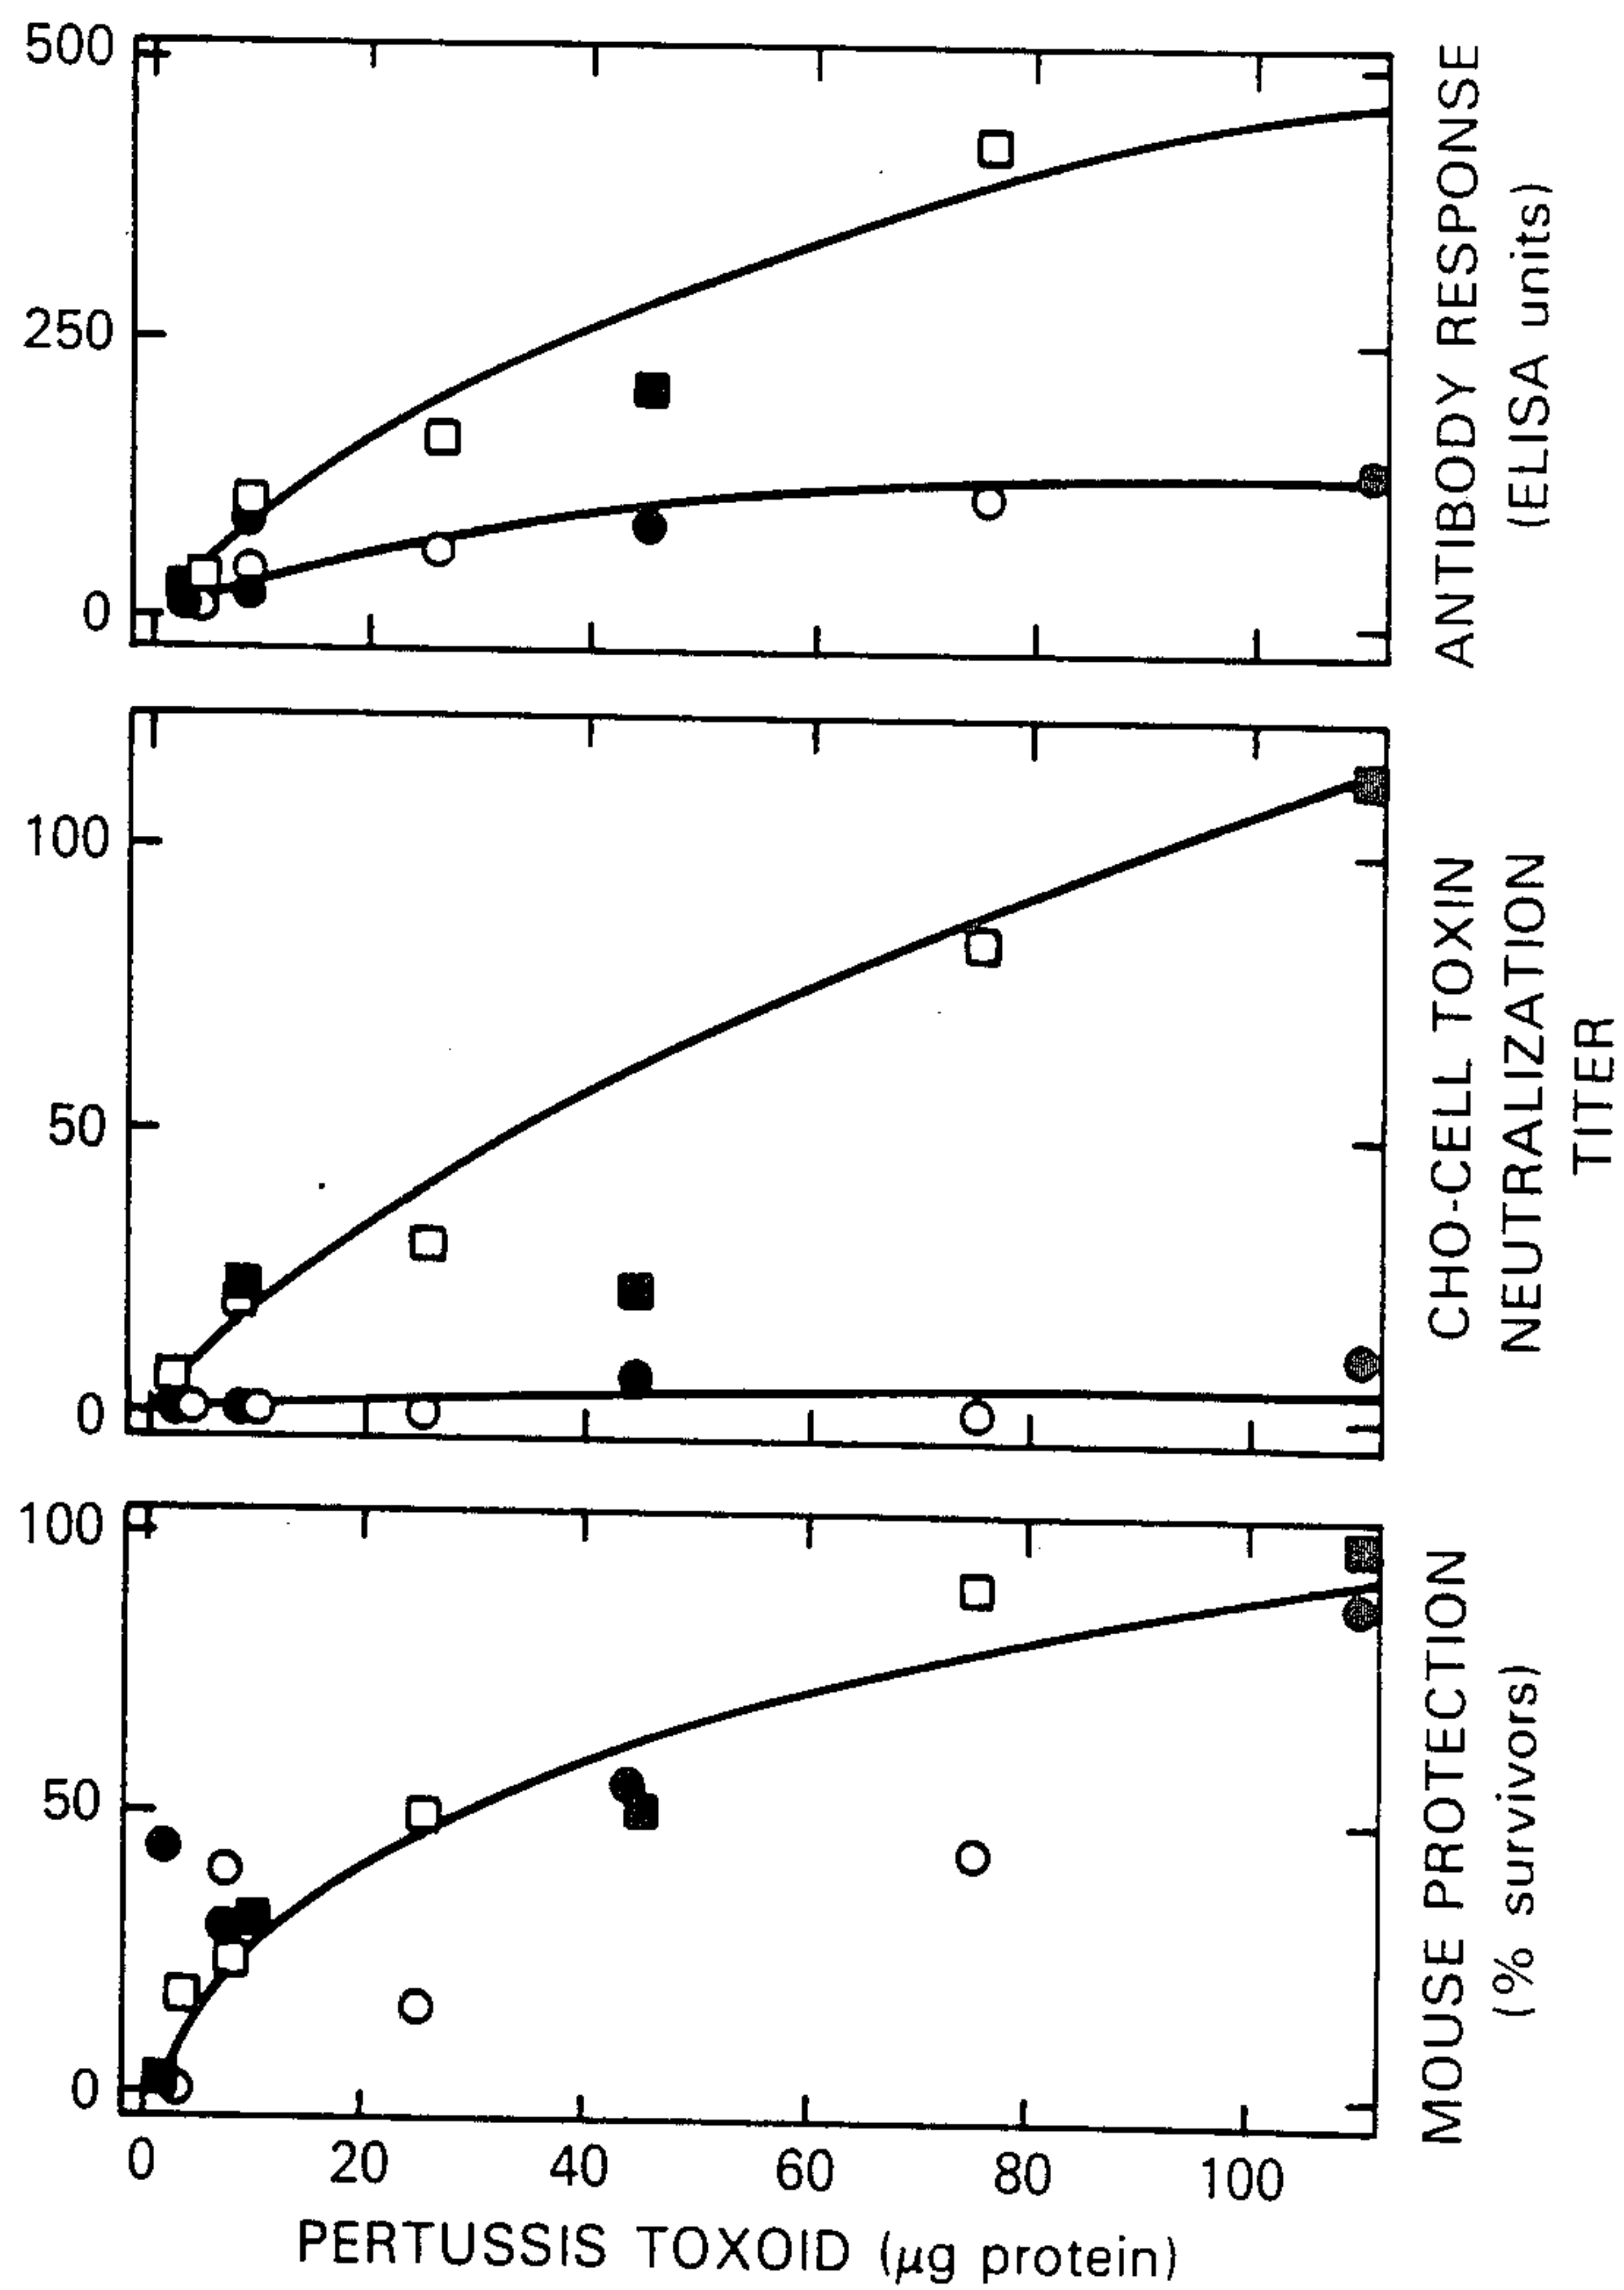 500
250
0
ANTIBODY RESPONSE
(ELISA units)
100
50
0
CHO-CELL TOXIN
NEUTRALIZATION
TITER
100
50
0
MOUSE PROTECTION
(% survivors)
0 20 40 60 80 100
PERTUSSIS TOXOID (μg protein)